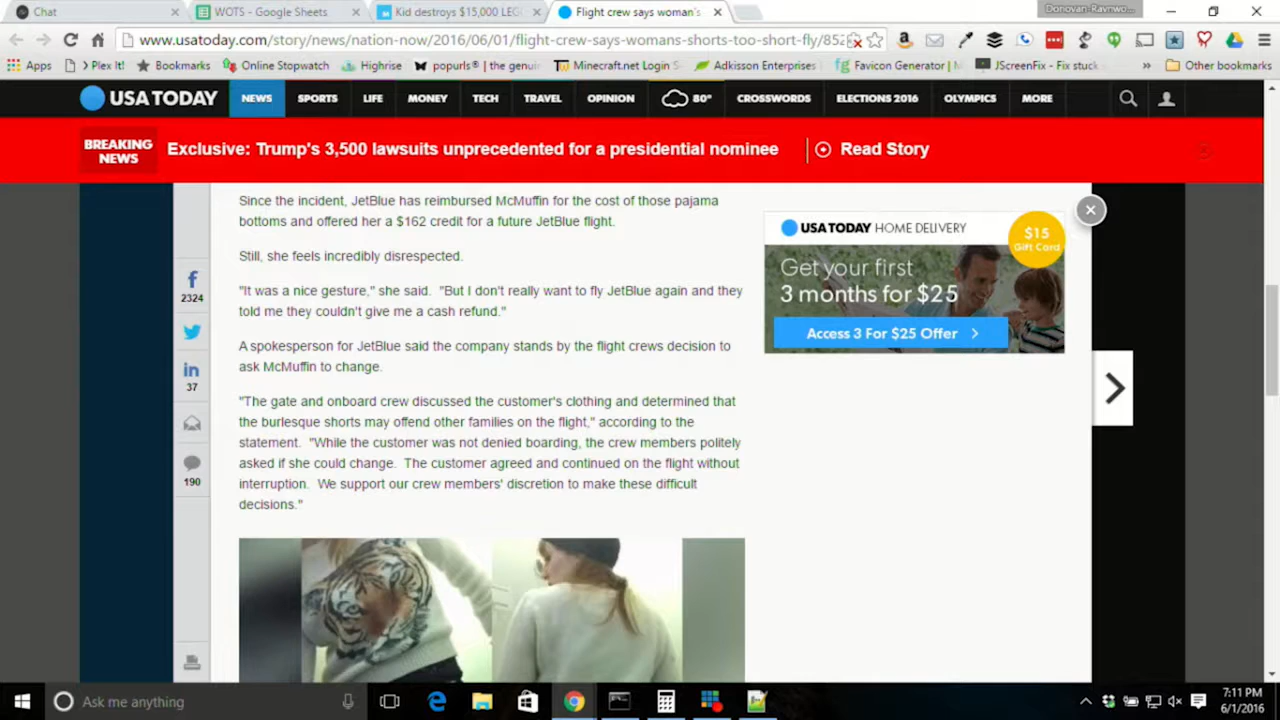 Chat
WOTS - Google Sheets
Kid destroys $15,000 LEG
Flight crew says woman's
www.usatoday.com/story/news/nation-now/2016/06/01/flight-crew-says-womans-shorts-too-short-fly/852
Apps
Plex It!
Bookmarks
Online Stopwatch
Highrise
popurls® | the genuin
Minecraft.net Login S
Adkisson Enterprises
Favicon Generator |
JScreenFix - Fix stuck
»
Other bookmarks
USA TODAY
NEWS
SPORTS
LIFE
MONEY
TECH
TRAVEL
OPINION
80°
CROSSWORDS
ELECTIONS 2016
OLYMPICS
MORE
BREAKING
NEWS
Exclusive: Trump's 3,500 lawsuits unprecedented for a presidential nominee
Read Story
Since the incident, JetBlue has reimbursed McMuffin for the cost of those pajama
bottoms and offered her a $162 credit for a future JetBlue flight.
Still, she feels incredibly disrespected.
"It was a nice gesture," she said. "But I don't really want to fly JetBlue again and they
told me they couldn't give me a cash refund."
A spokesperson for JetBlue said the company stands by the flight crews decision to
ask McMuffin to change.
"The gate and onboard crew discussed the customer's clothing and determined that
the burlesque shorts may offend other families on the flight," according to the
statement. "While the customer was not denied boarding, the crew members politely
asked if she could change. The customer agreed and continued on the flight without
interruption. We support our crew members' discretion to make these difficult
decisions."
2324
37
190
USA TODAY HOME DELIVERY
$15
Gift Card
Get your first
3 months for $25
Access 3 For $25 Offer
Ask me anything
7:11 PM
6/1/2016